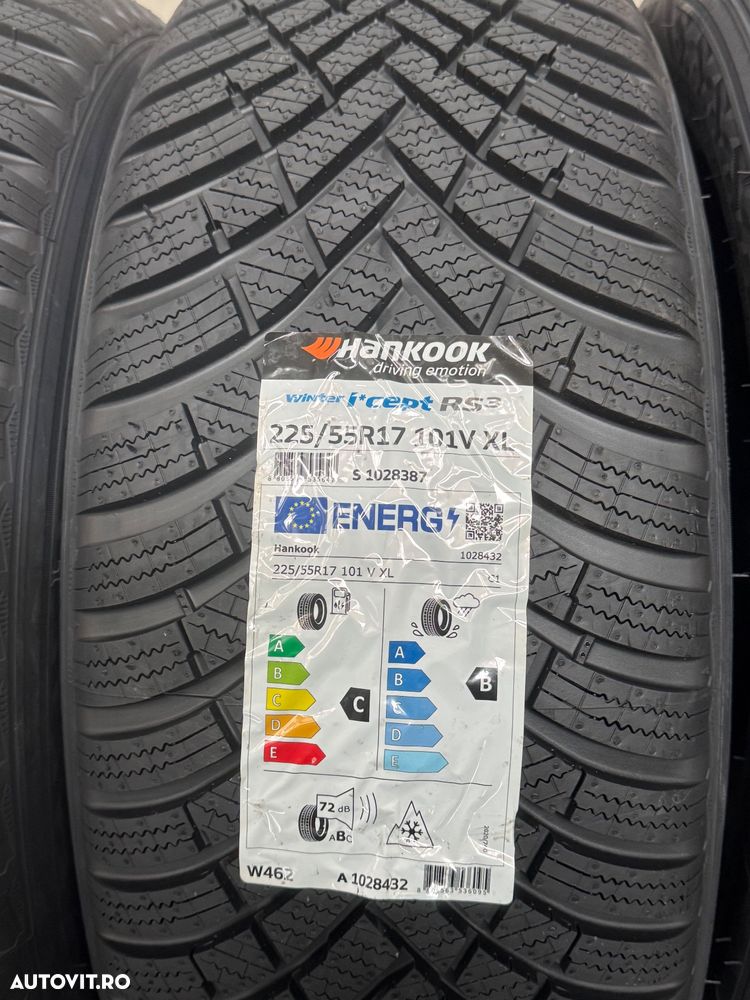 Hankook
driving emotion
winter i*cept RS3
225/55R17 101V XL
S 1028387
ENERG
Hankook
1028432
225/55R17 101 V XL
C1
A
B
C
D
E
C
A
B
C
D
E
B
72 dB
ABC
W462
A 1028432
AUTOVIT.RO